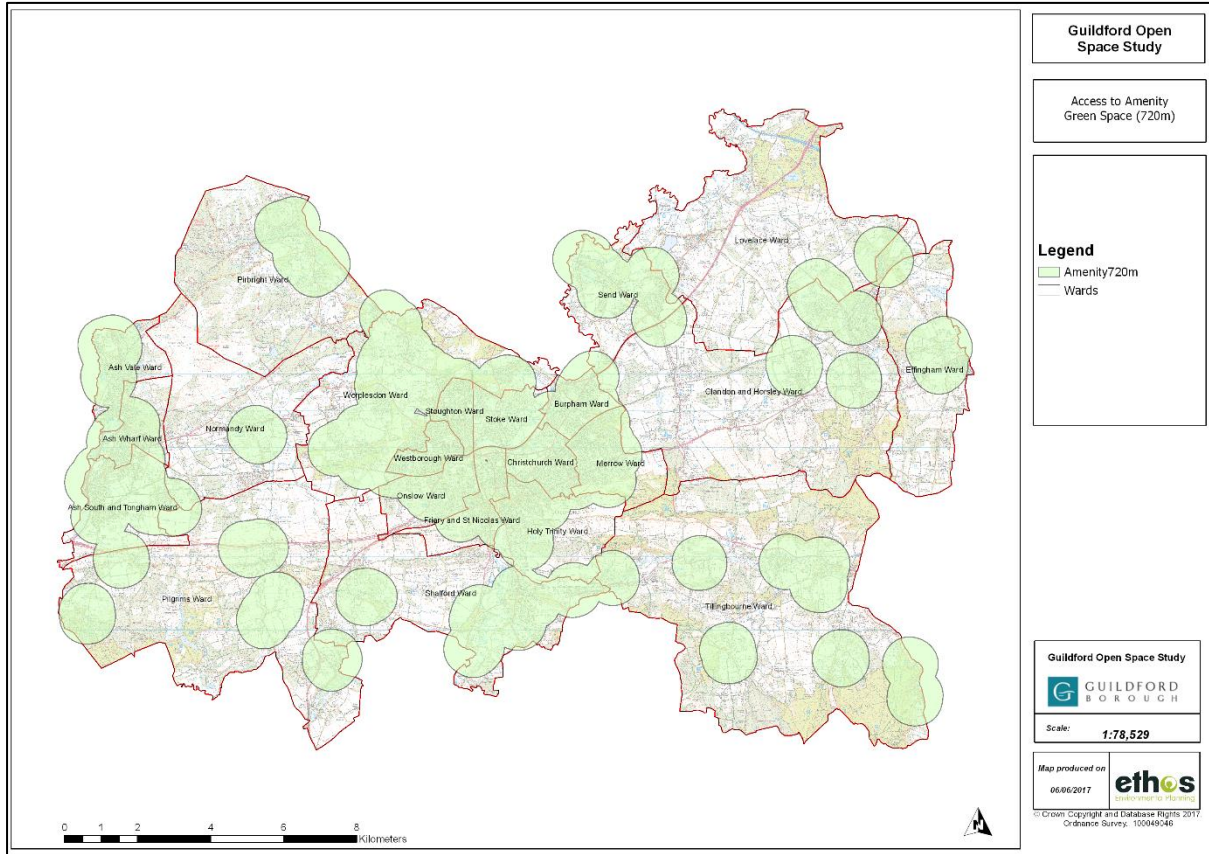 Guildford Open
Space Study
Access to Amenity
Green Space (720m)
Legend
Amenity720m
Wards
Lovelace Ward
Pirbright Ward
Send Ward
Ash Vale Ward
Effingham Ward
Worplesdon Ward
Clandon and Horsley Ward
Burpham Ward
Stoughton Ward
Stoke Ward
Normandy Ward
Ash Wharf Ward
Westborough Ward
Christchurch Ward
Merrow Ward
Onslow Ward
Ash South and Tongham Ward
Friary and St Nicolas Ward
Holy Trinity Ward
Pilgrims Ward
Shalford Ward
Tillingbourne Ward
0 1 2 4 6 8
Kilometers
N
Guildford Open Space Study
G GUILDFORD
BOROUGH
Scale: 1:78,529
Map produced on
06/06/2017
ethos
Environmental Planning
© Crown Copyright and Database Rights 2017.
Ordnance Survey. 100049046